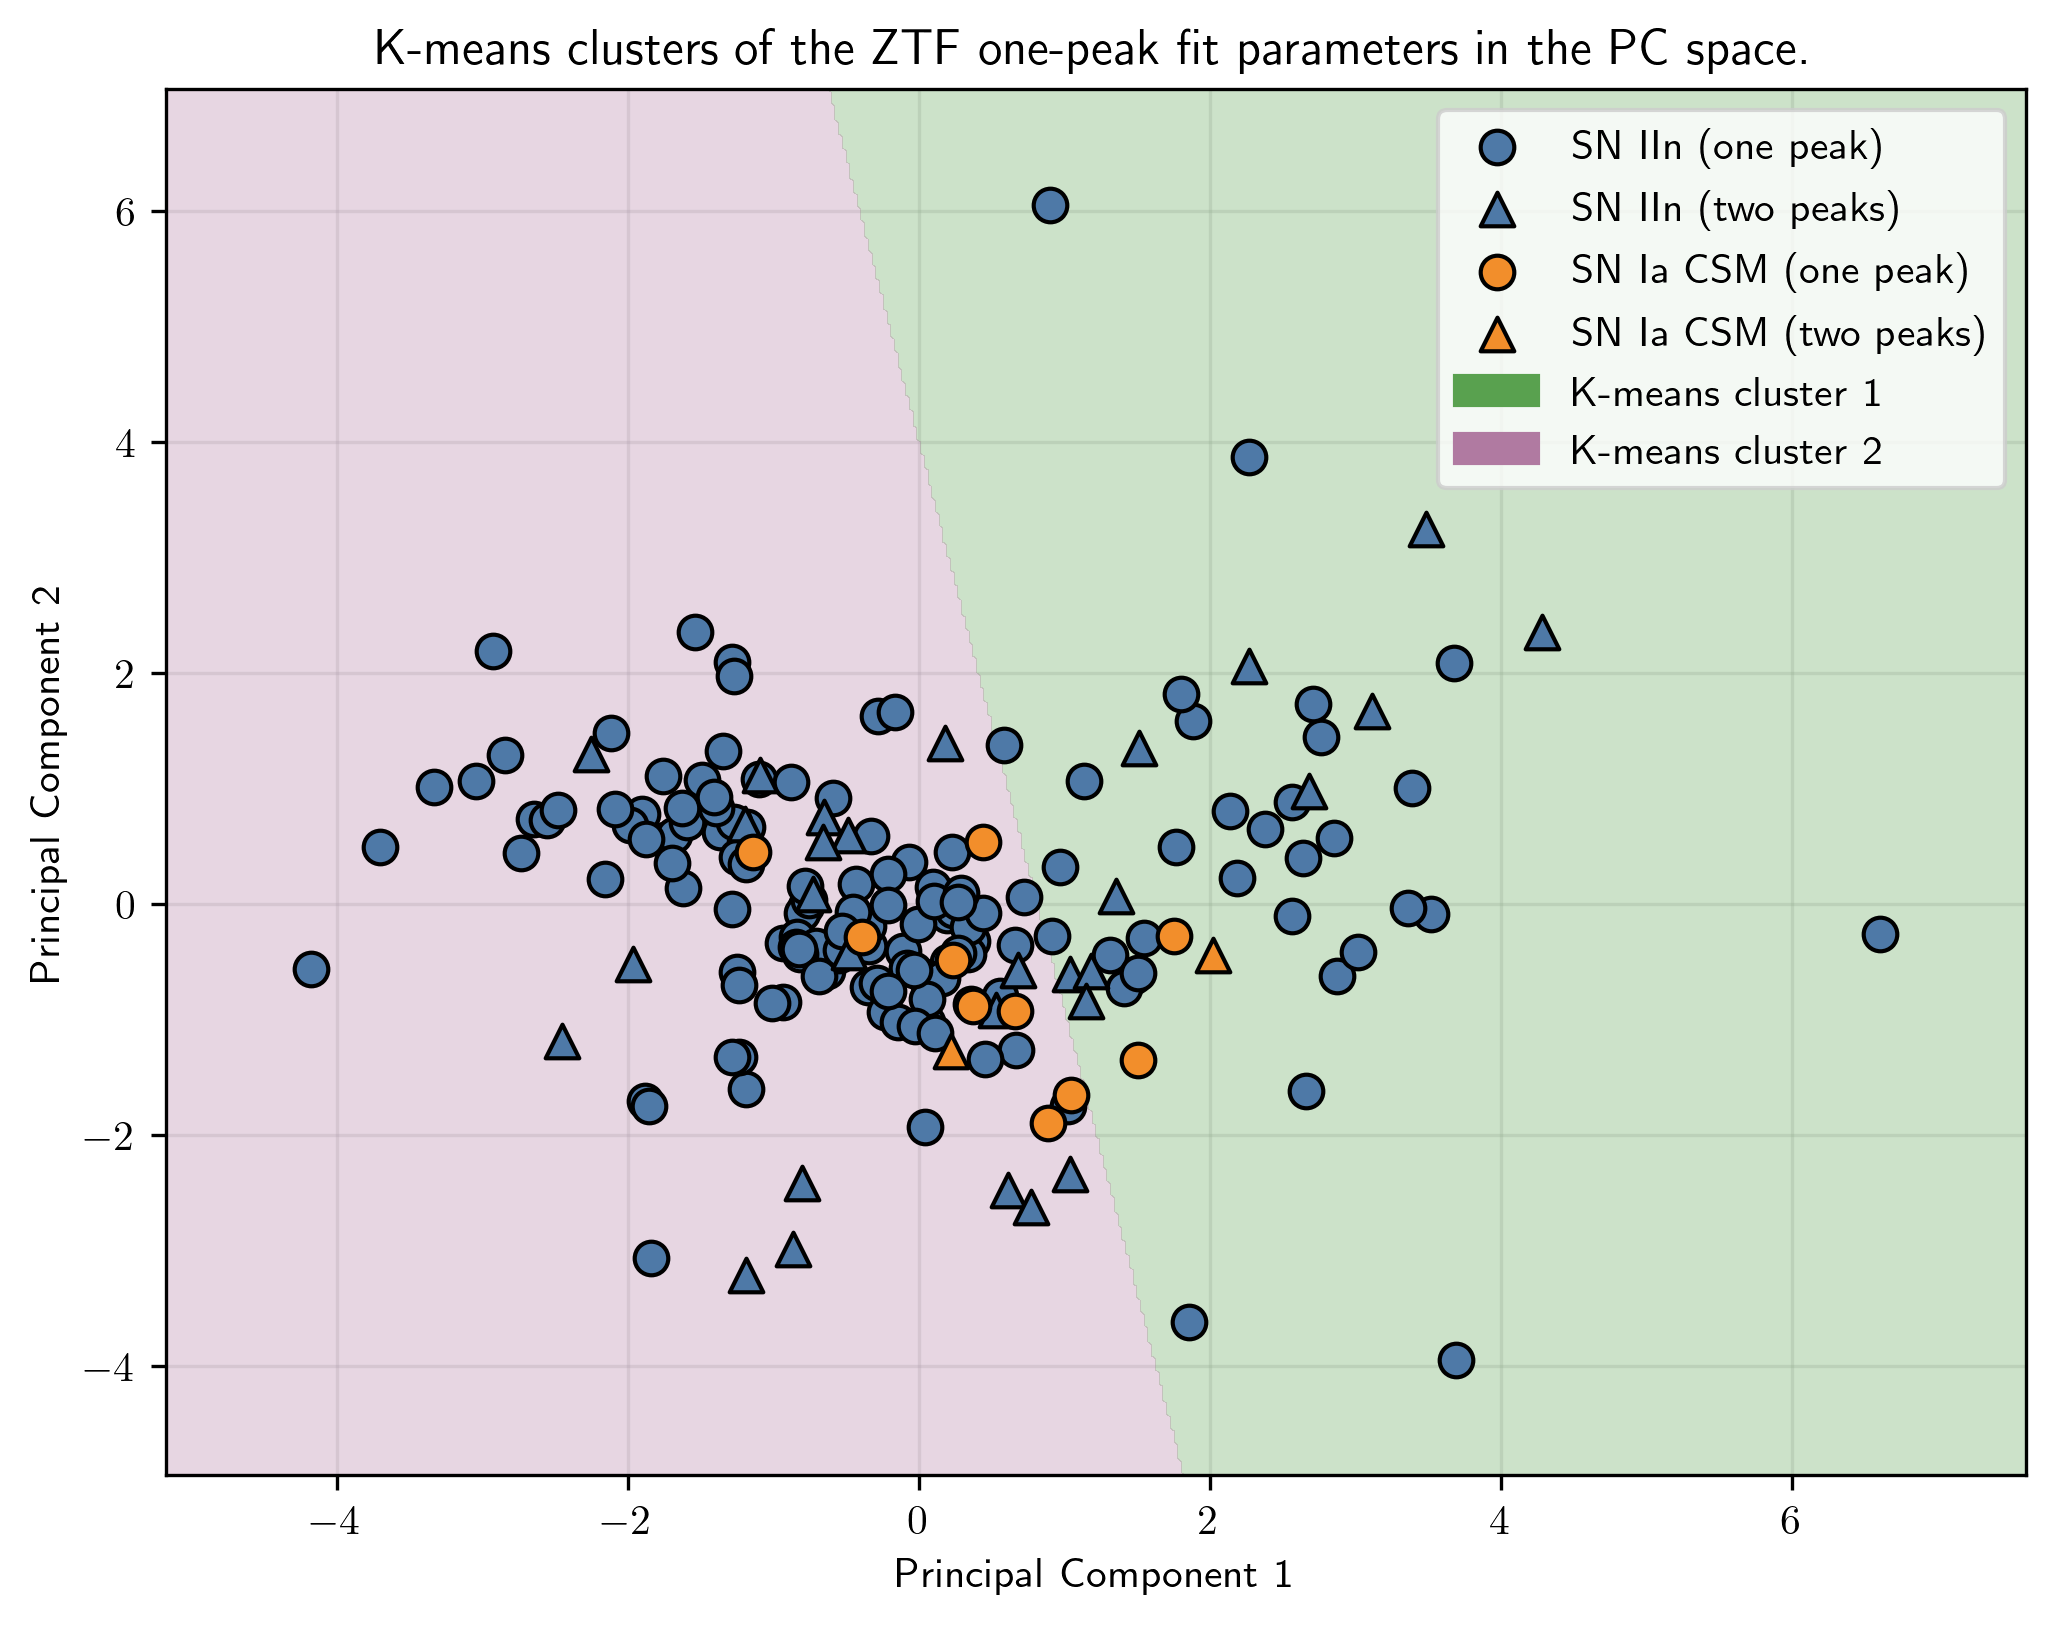 K-means clusters of the ZTF one-peak fit parameters in the PC space.
SN IIn (one peak)
SN IIn (two peaks)
SN Ia CSM (one peak)
SN Ia CSM (two peaks)
K-means cluster 1
K-means cluster 2
6
4
2
0
−2
−4
Principal Component 2
−4
−2
0
2
4
6
Principal Component 1